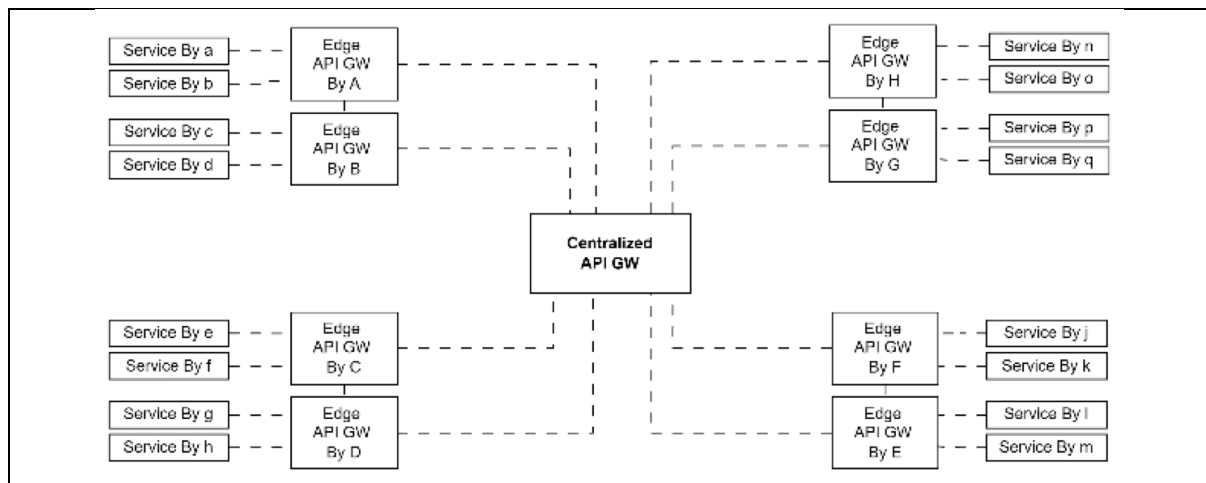 Service By a
Service By b
Edge
API GW
By A
Service By c
Service By d
Edge
API GW
By B
Edge
API GW
By H
Service By n
Service By o
Edge
API GW
By G
Service By p
Service By q
Centralized
API GW
Service By e
Service By f
Edge
API GW
By C
Service By g
Service By h
Edge
API GW
By D
Edge
API GW
By F
Service By j
Service By k
Edge
API GW
By E
Service By l
Service By m